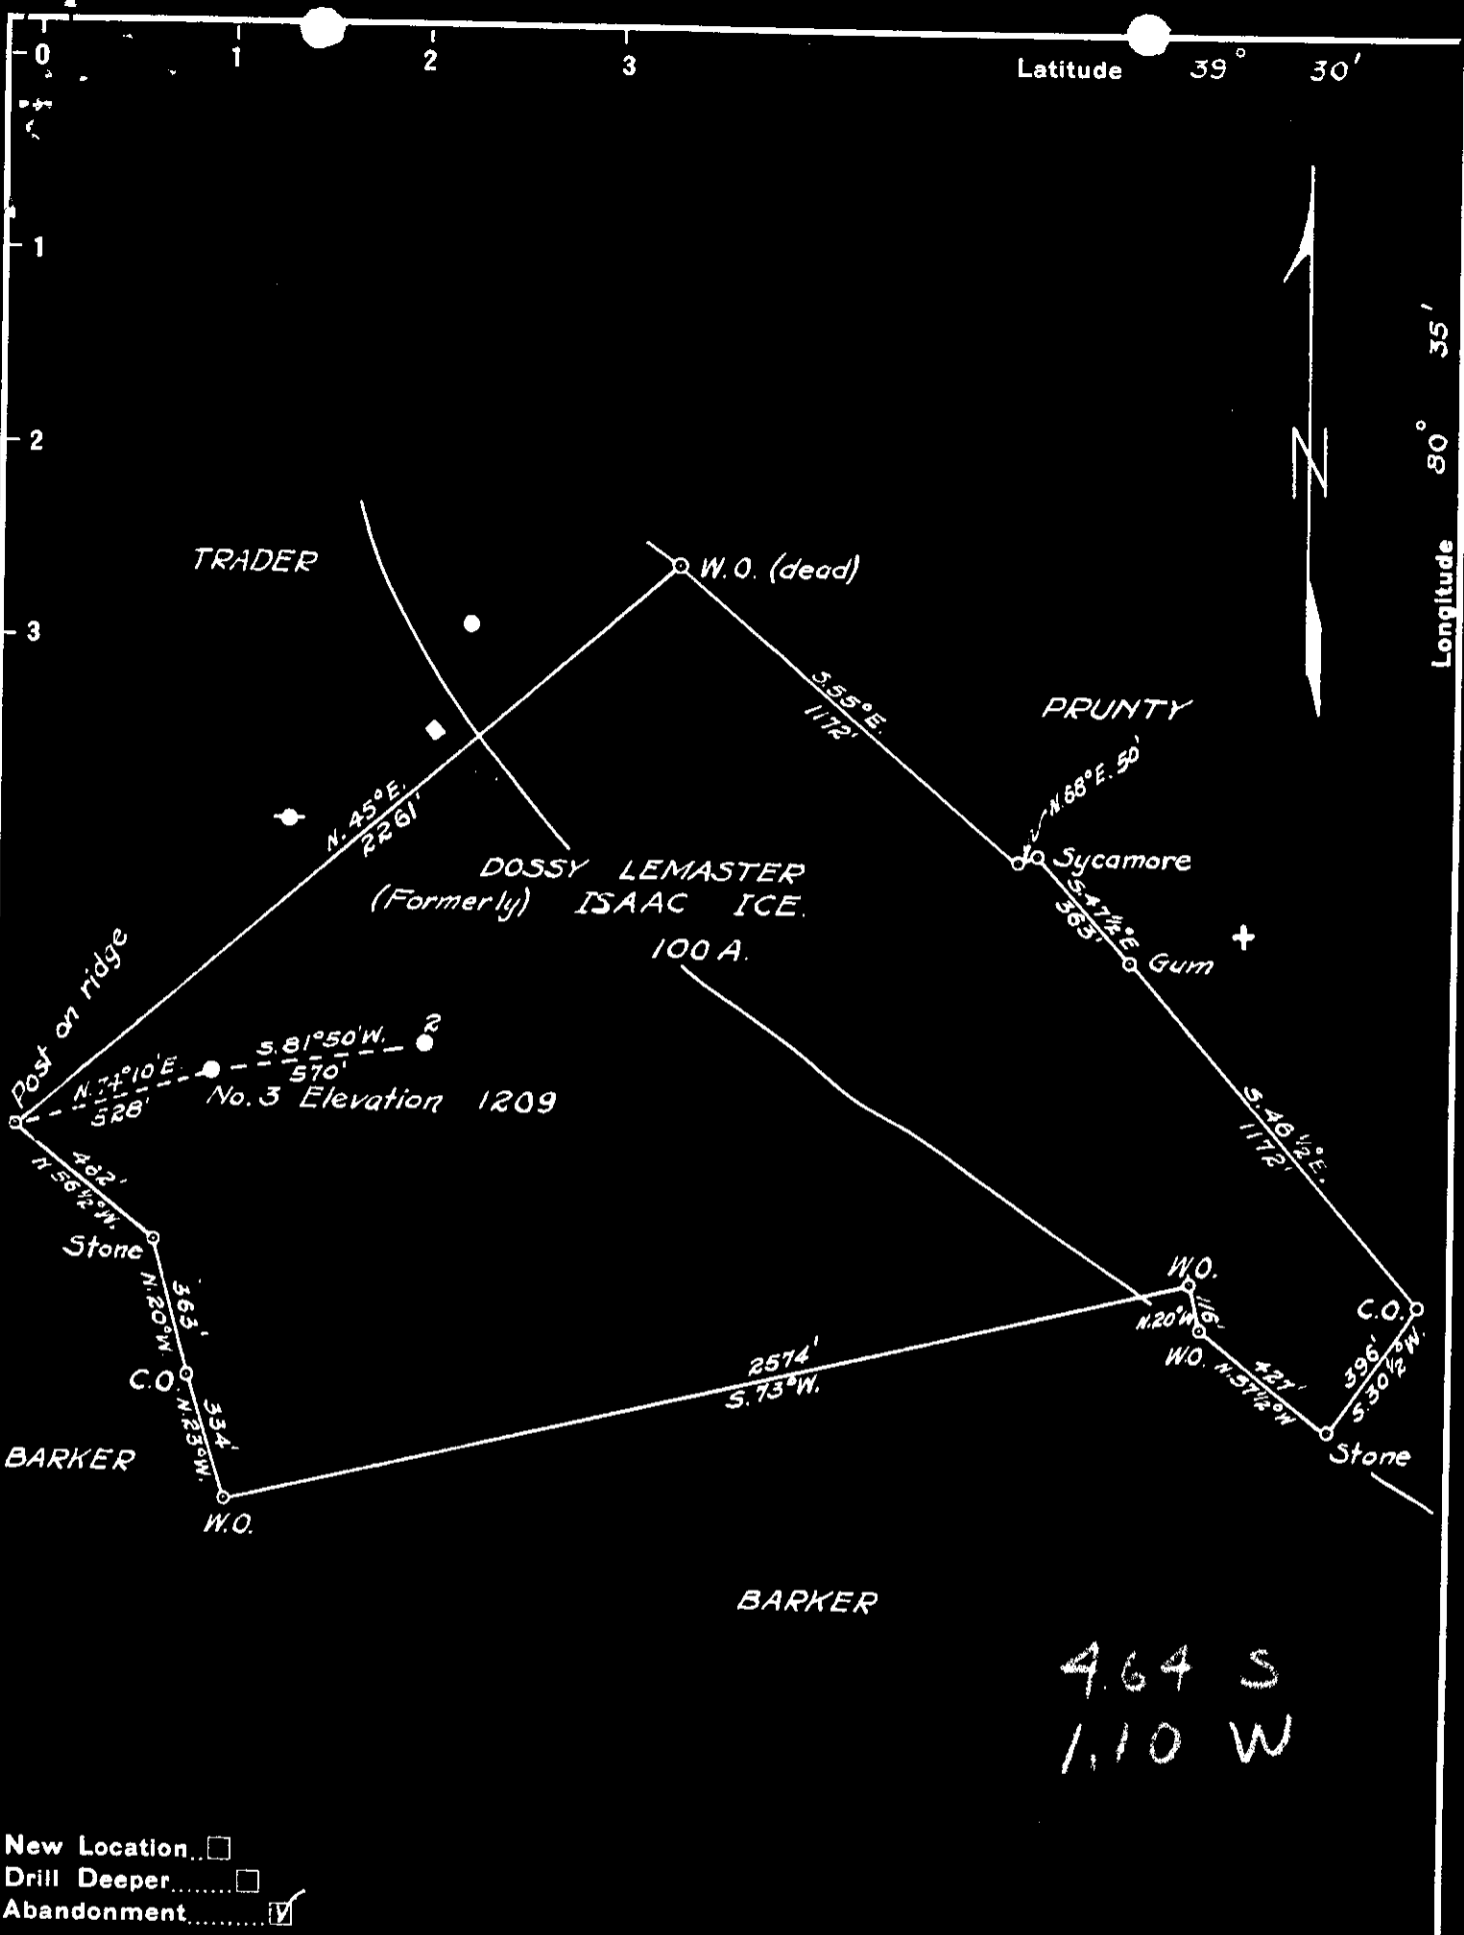 0 1 2 3
Latitude 39° 30'
1
2
3
Longitude 80° 35'
N
TRADER
W.O. (dead)
S.55°E.
1172'
PRUNTY
N.68°E. 50'
N.45°E.
2261'
DOSSY LEMASTER
(Formerly) ISAAC ICE.
100 A.
Sycamore
S.47½°E
363'
Gum
Post on ridge
N.74°10'E.
528'
S.81°50'W.
570'
2
No.3 Elevation 1209
S.46½°E.
1172'
462'
N56½°W.
Stone
363'
N.20°W.
C.O.
334'
N.23°W.
BARKER
W.O.
2574'
S.73°W.
W.O.
116'
N.20°W
W.O.
427'
N.57½°W
C.O.
396'
S.30½°W.
Stone
BARKER
4.64 S
1.10 W
New Location..
Drill Deeper.......
Abandonment.........